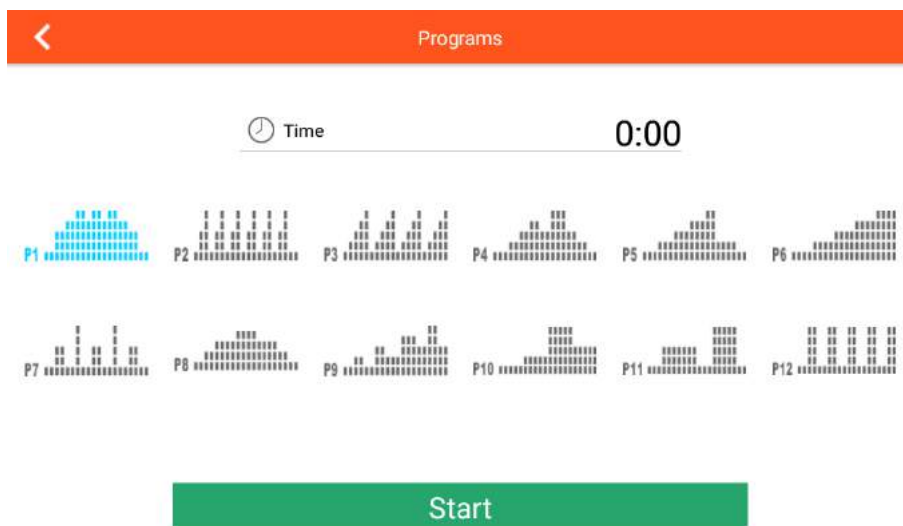 Programs
Time 0:00
P1 P2 P3 P4 P5 P6
P7 P8 P9 P10 P11 P12
Start